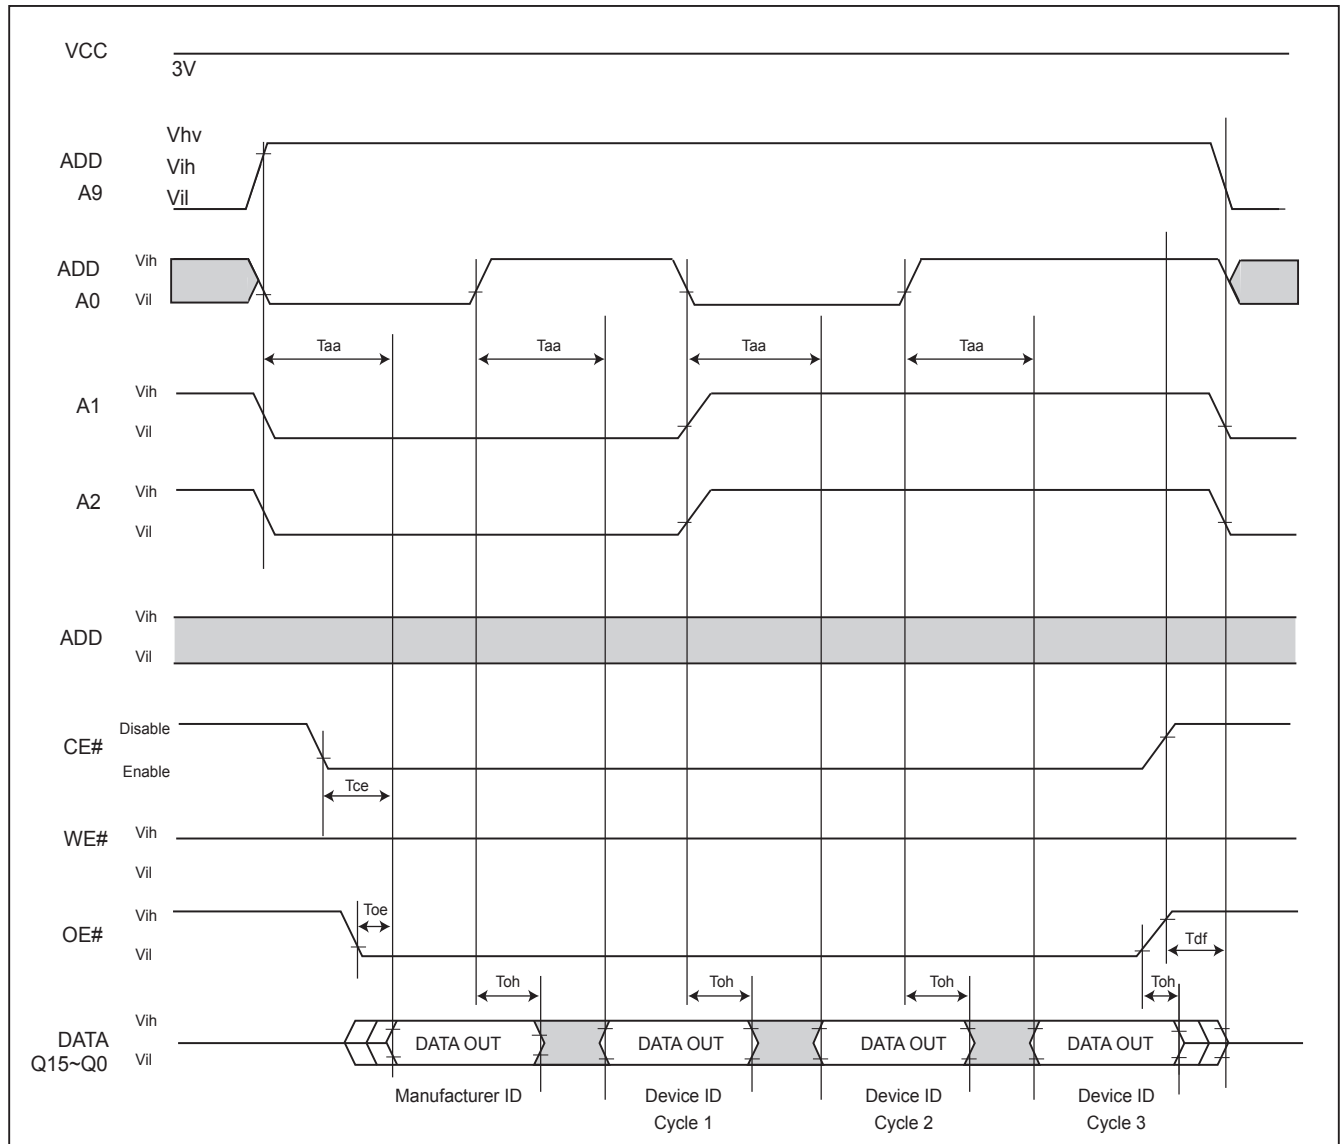 VCC
3V
Vhv
ADD
Vih
A9
Vil
Vih
ADD
A0
Vil
Taa
Taa
Taa
Taa
Vih
A1
Vil
Vih
A2
Vil
Vih
ADD
Vil
Disable
CE#
Enable
Tce
Vih
WE#
Vil
Vih
Toe
OE#
Vil
Tdf
Toh
Toh
Toh
Toh
Vih
DATA
Q15~Q0
Vil
DATA OUT
DATA OUT
DATA OUT
DATA OUT
Manufacturer ID
Device ID
Cycle 1
Device ID
Cycle 2
Device ID
Cycle 3